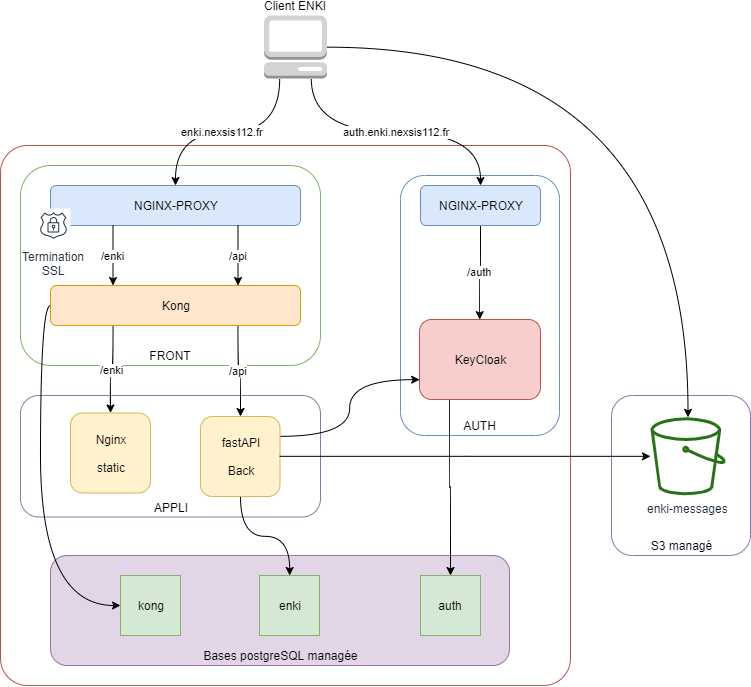 Client ENKI
enki.nexsis112.fr
auth.enki.nexsis112.fr
NGINX-PROXY
NGINX-PROXY
Termination
SSL
/enki
/api
/auth
Kong
FRONT
KeyCloak
/enki
/api
AUTH
Nginx
static
fastAPI
Back
APPLI
enki-messages
S3 managé
kong
enki
auth
Bases postgreSQL managée